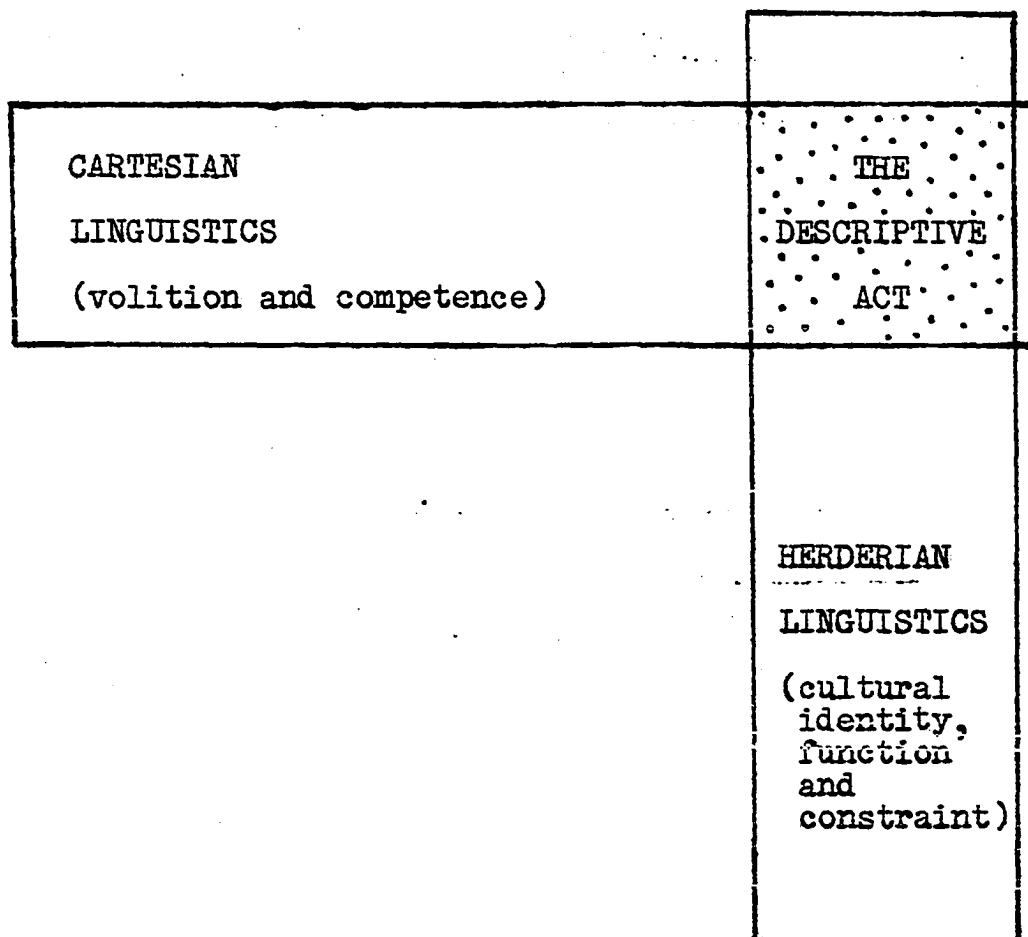 CARTESIAN
LINGUISTICS
(volition and competence)
THE
DESCRIPTIVE
ACT
HERDERIAN
LINGUISTICS
(cultural
identity,
function
and
constraint)